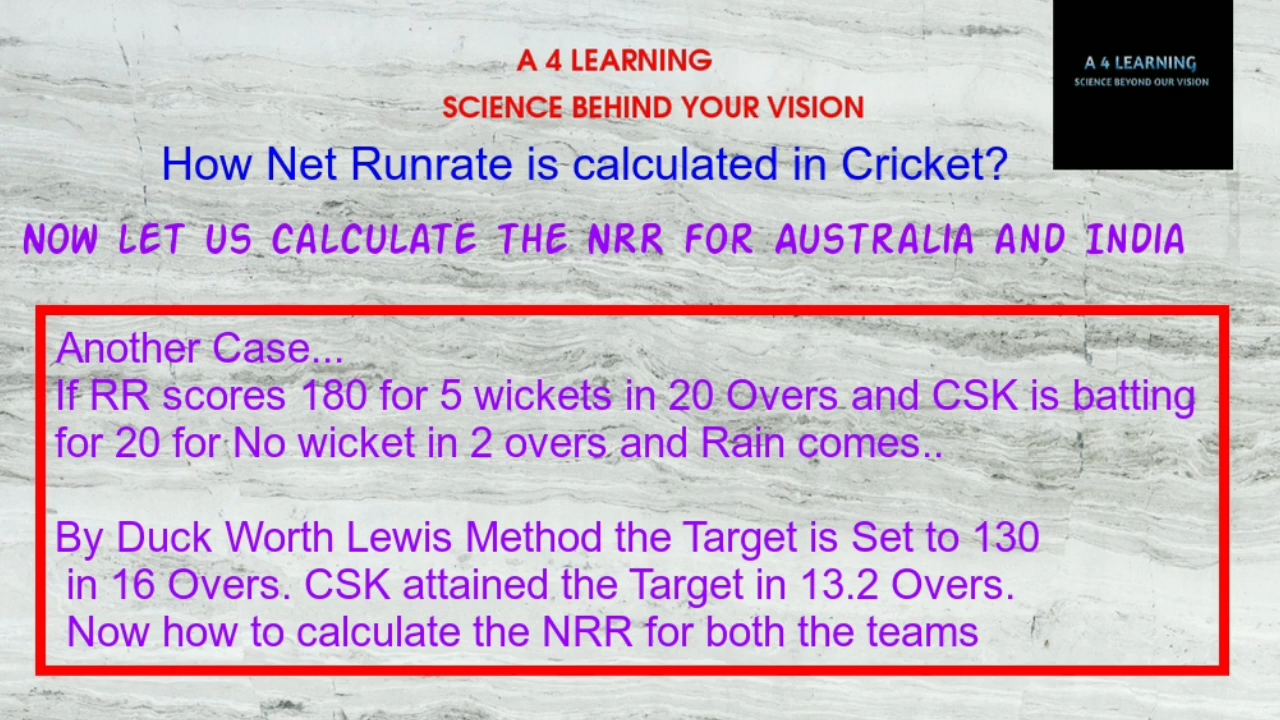 A 4 LEARNING
SCIENCE BEHIND YOUR VISION
A 4 LEARNING
SCIENCE BEYOND OUR VISION
How Net Runrate is calculated in Cricket?
NOW LET US CALCULATE THE NRR FOR AUSTRALIA AND INDIA
Another Case...
If RR scores 180 for 5 wickets in 20 Overs and CSK is batting
for 20 for No wicket in 2 overs and Rain comes..
By Duck Worth Lewis Method the Target is Set to 130
in 16 Overs. CSK attained the Target in 13.2 Overs.
Now how to calculate the NRR for both the teams